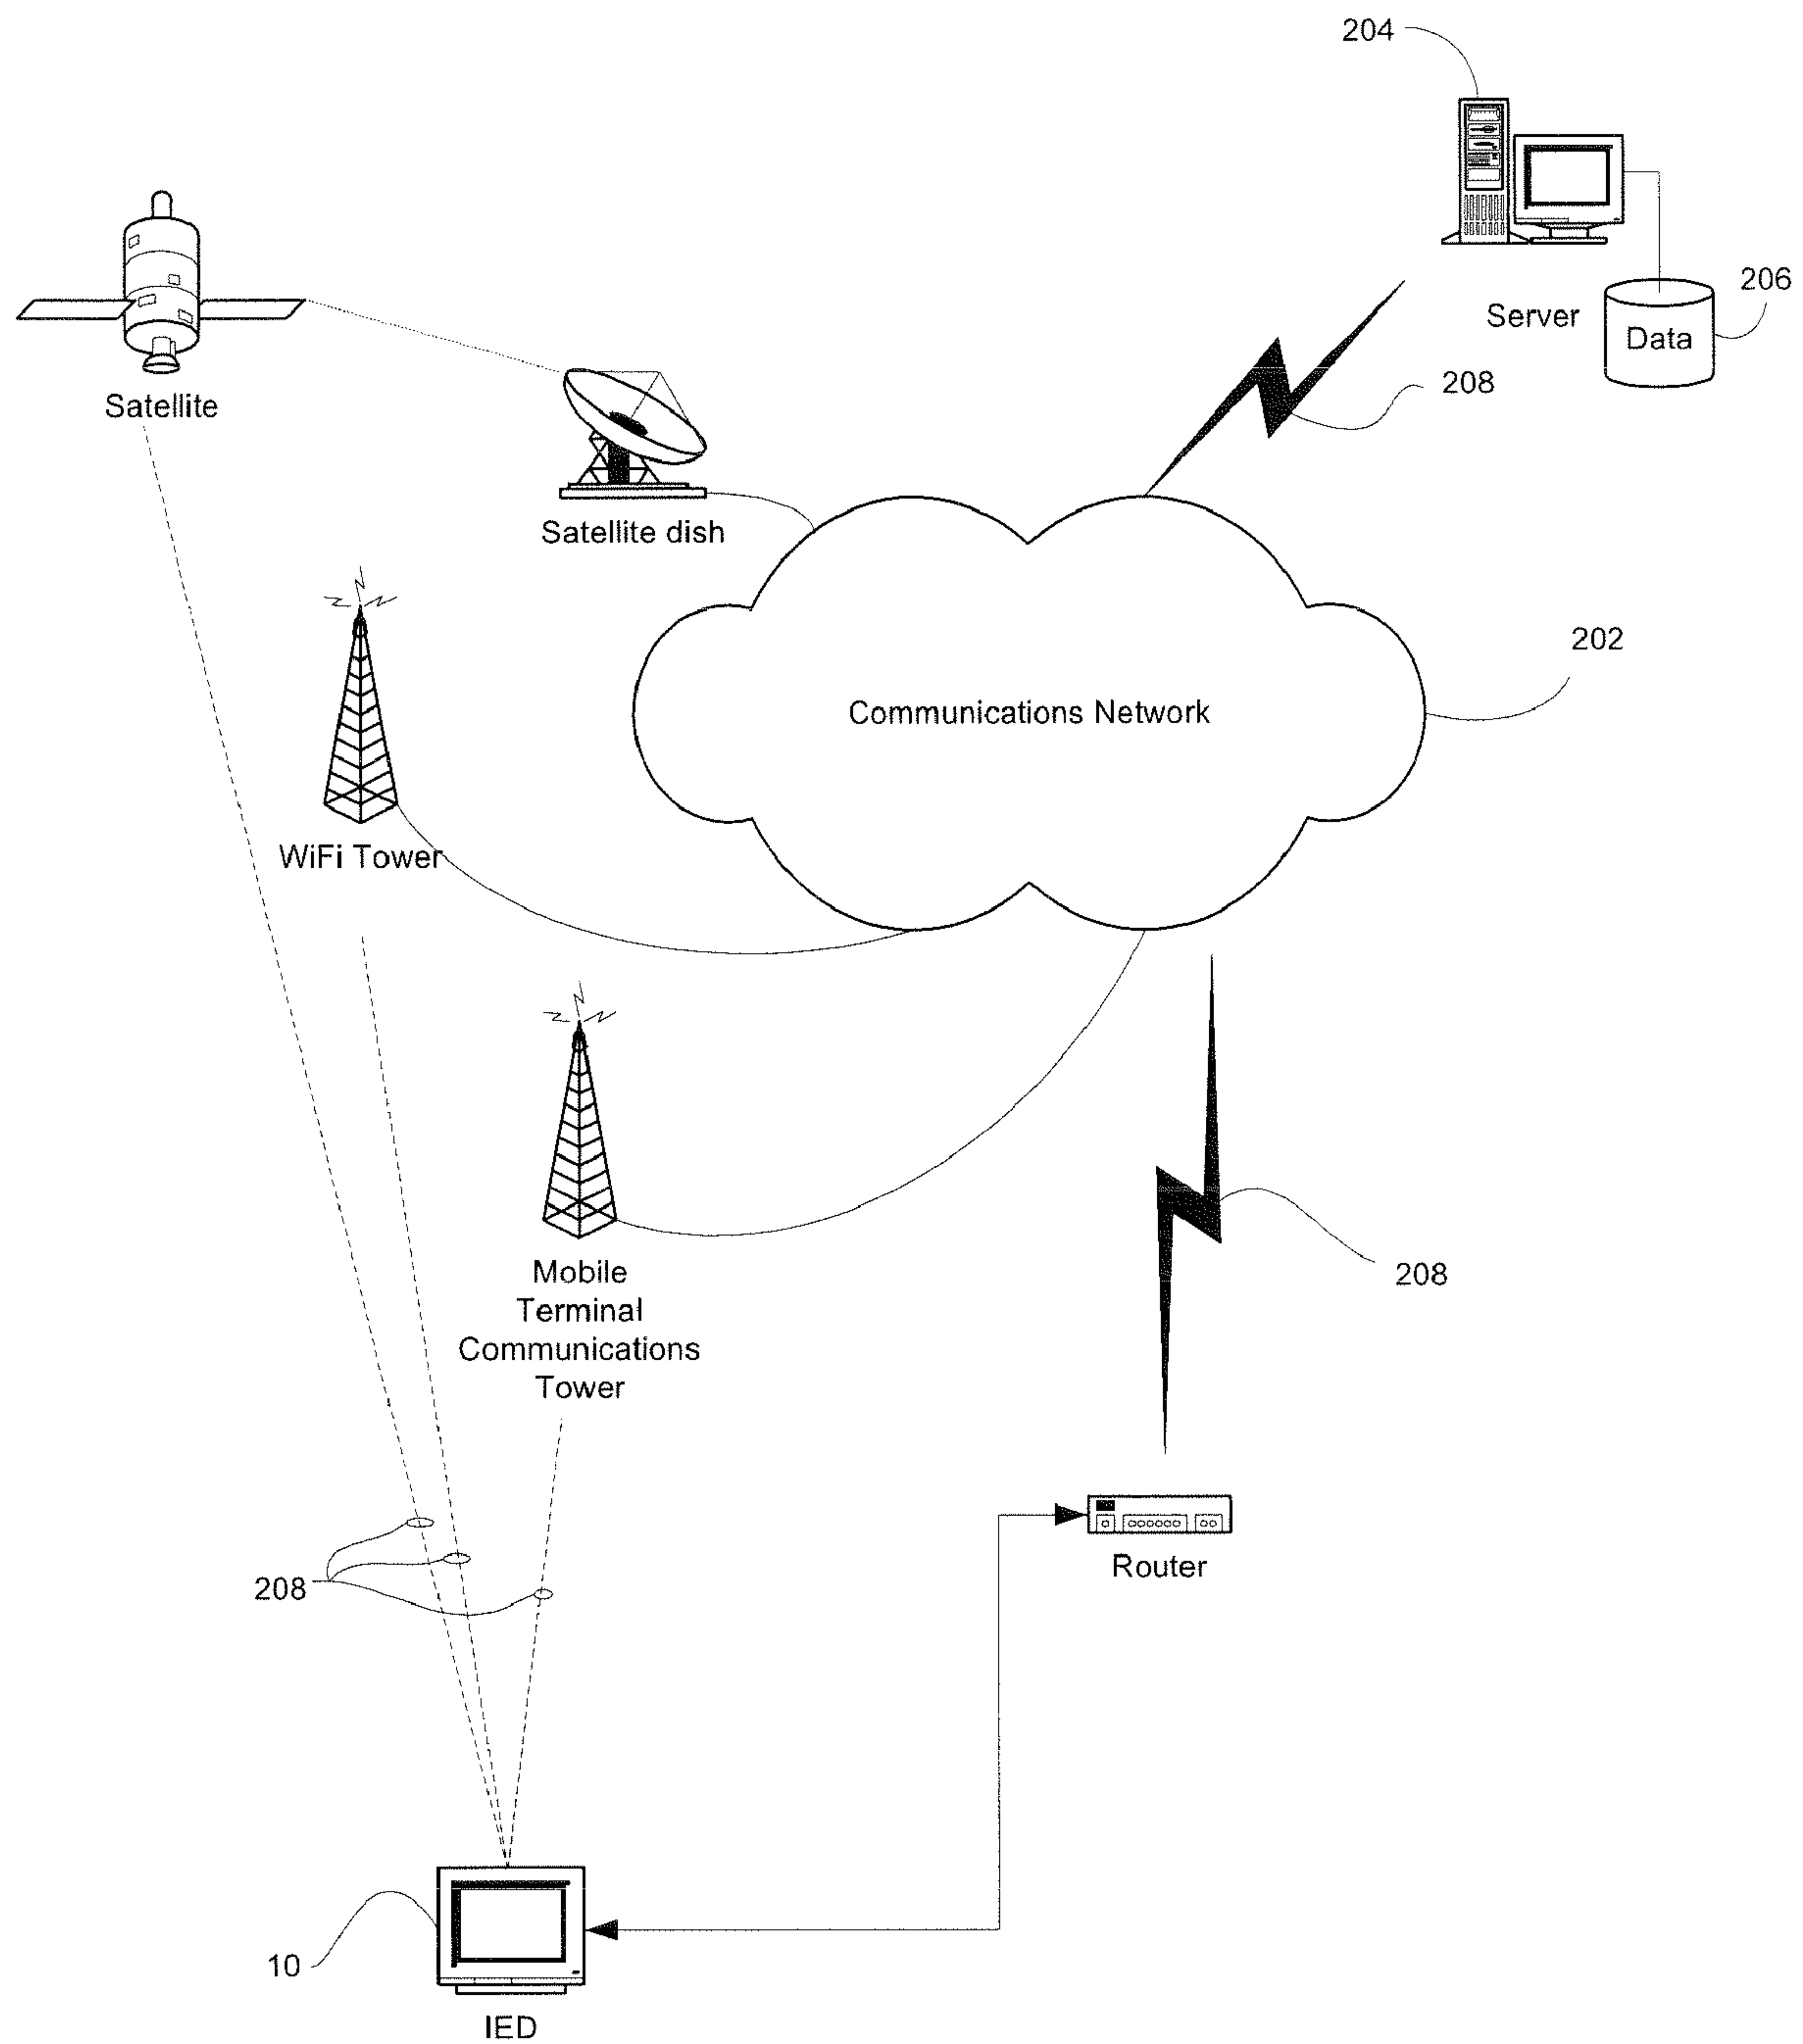 204
206
Server
Data
208
Satellite
Satellite dish
202
Communications Network
WiFi Tower
Mobile
Terminal
Communications
Tower
208
Router
208
10
IED